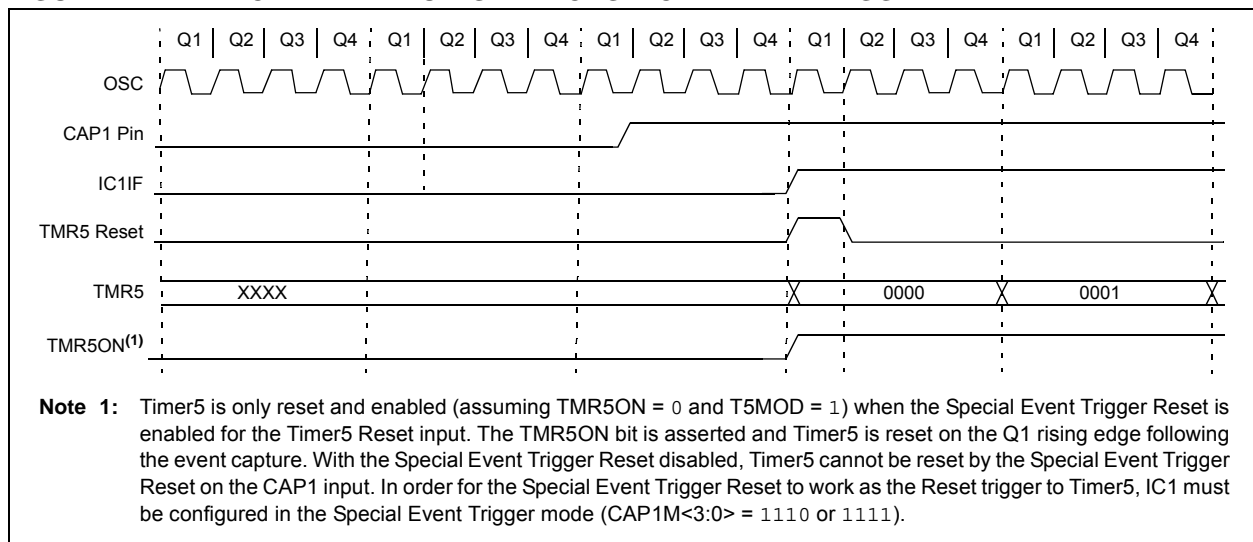 Q1 Q2 Q3 Q4 Q1 Q2 Q3 Q4 Q1 Q2 Q3 Q4 Q1 Q2 Q3 Q4 Q1 Q2 Q3 Q4
OSC
CAP1 Pin
IC1IF
TMR5 Reset
TMR5 XXXX 0000 0001
TMR5ON(1)
Note 1: Timer5 is only reset and enabled (assuming TMR5ON = 0 and T5MOD = 1) when the Special Event Trigger Reset is
enabled for the Timer5 Reset input. The TMR5ON bit is asserted and Timer5 is reset on the Q1 rising edge following
the event capture. With the Special Event Trigger Reset disabled, Timer5 cannot be reset by the Special Event Trigger
Reset on the CAP1 input. In order for the Special Event Trigger Reset to work as the Reset trigger to Timer5, IC1 must
be configured in the Special Event Trigger mode (CAP1M<3:0> = 1110 or 1111).